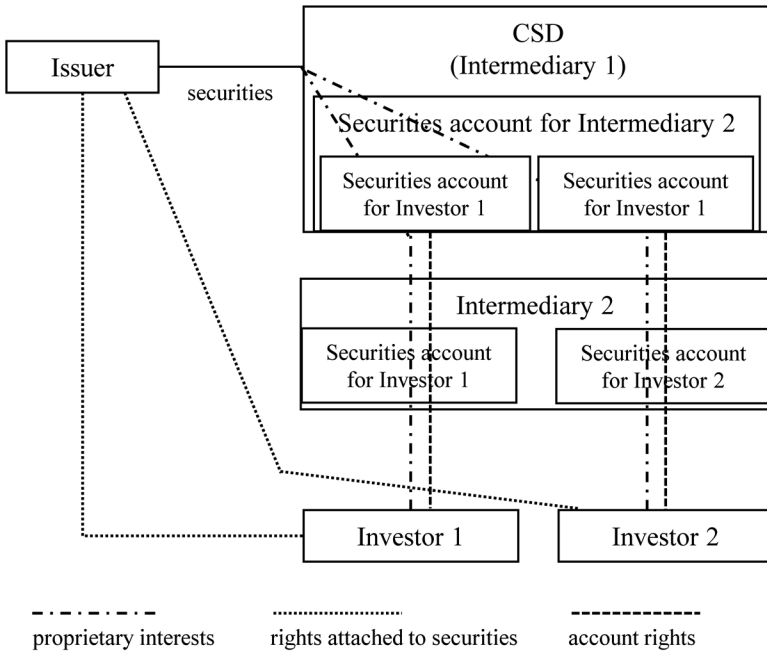 CSD
(Intermediary 1)
Issuer
securities
Securities account for Intermediary 2
Securities account
for Investor 1
Securities account
for Investor 1
Intermediary 2
Securities account
for Investor 1
Securities account
for Investor 2
Investor 1
Investor 2
proprietary interests
rights attached to securities
account rights